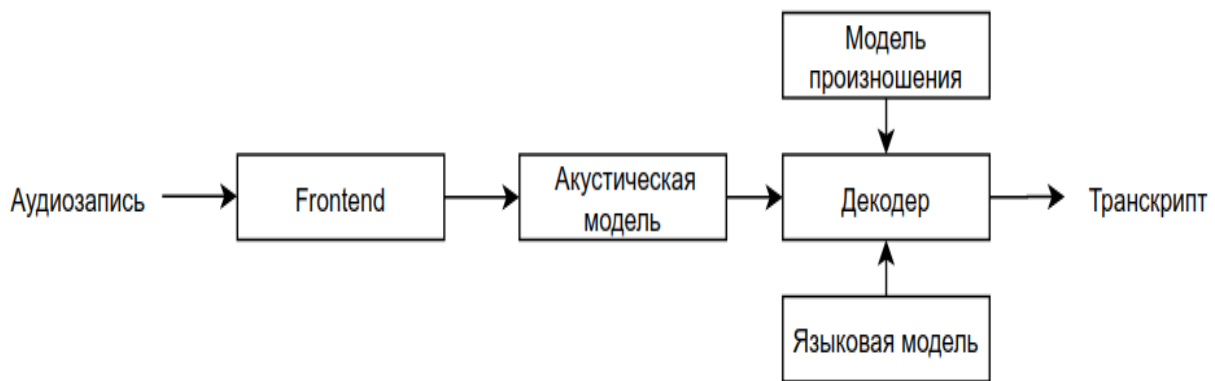 Модель
произношения
Аудиозапись
Frontend
Акустическая
модель
Декодер
Транскрипт
Языковая модель